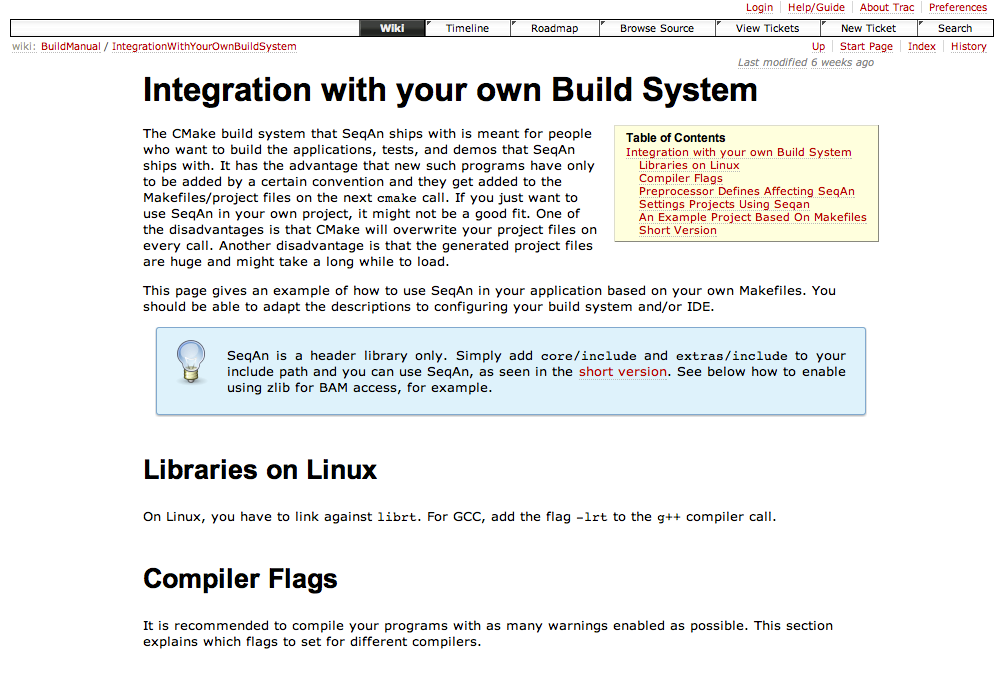 Login Help/Guide About Trac Preferences
Wiki Timeline Roadmap Browse Source View Tickets New Ticket Search
wiki: BuildManual / IntegrationWithYourOwnBuildSystem
Up Start Page Index History
Last modified 6 weeks ago
Integration with your own Build System
The CMake build system that SeqAn ships with is meant for people
who want to build the applications, tests, and demos that SeqAn
ships with. It has the advantage that new such programs have only
to be added by a certain convention and they get added to the
Makefiles/project files on the next cmake call. If you just want to
use SeqAn in your own project, it might not be a good fit. One of
the disadvantages is that CMake will overwrite your project files on
every call. Another disadvantage is that the generated project files
are huge and might take a long while to load.
Table of Contents
Integration with your own Build System
Libraries on Linux
Compiler Flags
Preprocessor Defines Affecting SeqAn
Settings Projects Using Seqan
An Example Project Based On Makefiles
Short Version
This page gives an example of how to use SeqAn in your application based on your own Makefiles. You
should be able to adapt the descriptions to configuring your build system and/or IDE.
SeqAn is a header library only. Simply add core/include and extras/include to your
include path and you can use SeqAn, as seen in the short version. See below how to enable
using zlib for BAM access, for example.
Libraries on Linux
On Linux, you have to link against librt. For GCC, add the flag -lrt to the g++ compiler call.
Compiler Flags
It is recommended to compile your programs with as many warnings enabled as possible. This section
explains which flags to set for different compilers.